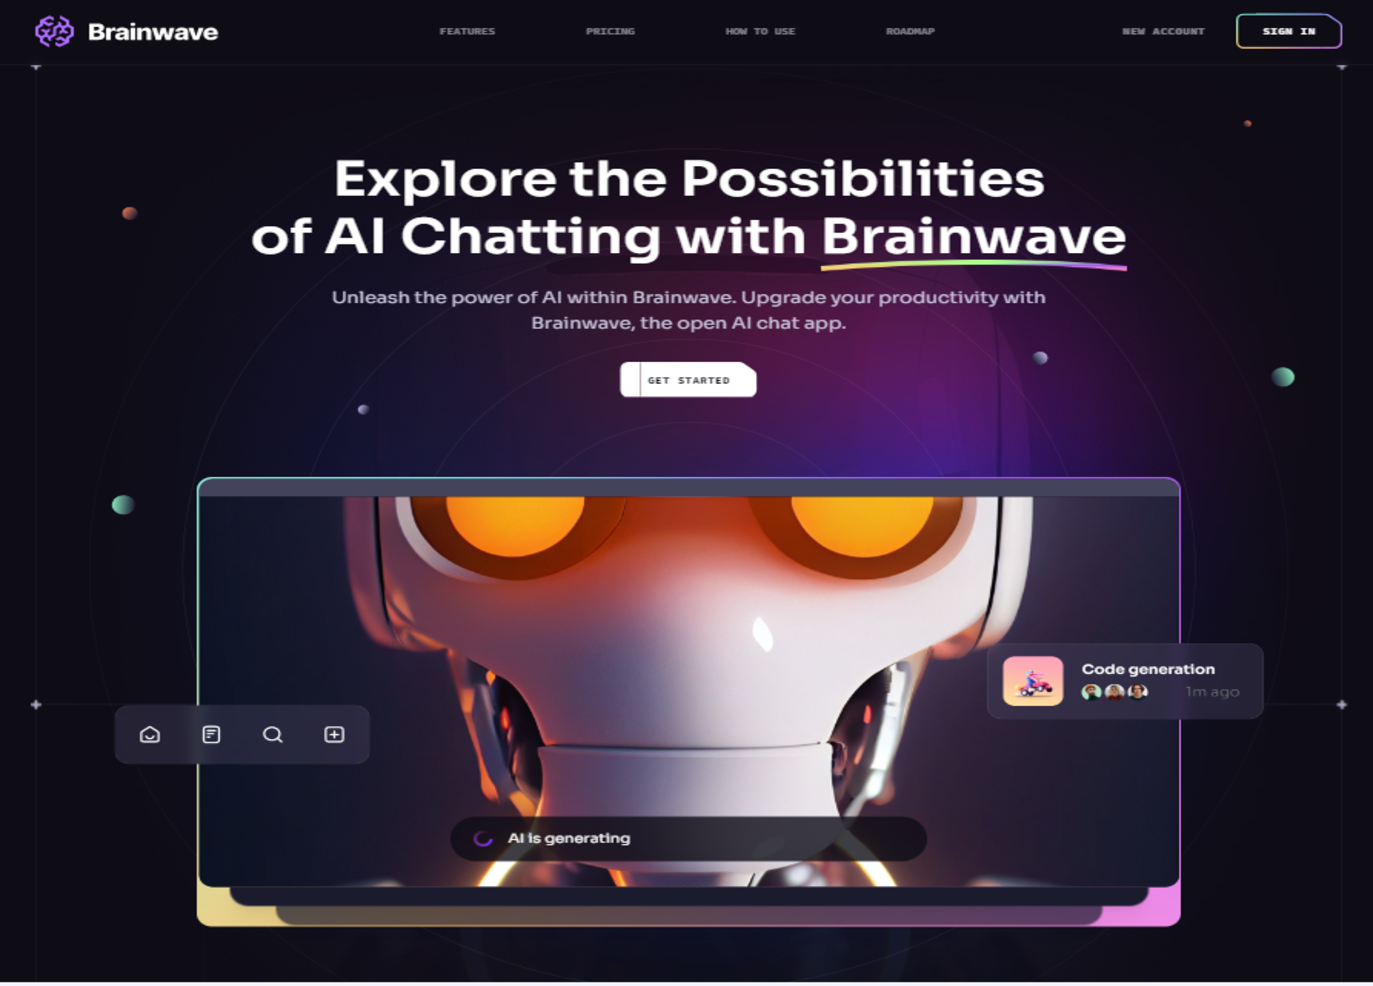 Brainwave
FEATURES
PRICING
HOW TO USE
ROADMAP
NEW ACCOUNT
SIGN IN
Explore the Possibilities
of AI Chatting with Brainwave
Unleash the power of AI within Brainwave. Upgrade your productivity with
Brainwave, the open AI chat app.
GET STARTED
Code generation
1m ago
AI is generating